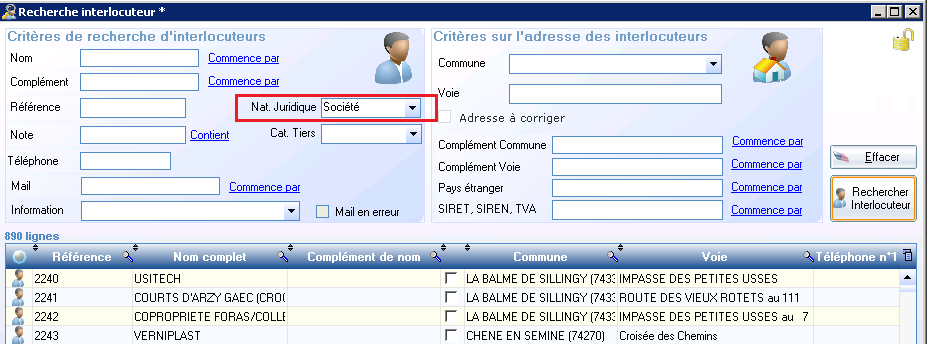 Recherche interlocuteur *
Critères de recherche d'interlocuteurs
Nom Commence par
Complément Commence par
Référence Nat. Juridique Société
Note Contient Cat. Tiers
Téléphone
Mail Commence par
Information Mail en erreur
Critères sur l'adresse des interlocuteurs
Commune
Voie
Adresse à corriger
Complément Commune Commence par
Complément Voie Commence par
Pays étranger Commence par
SIRET, SIREN, TVA Commence par
Effacer
Rechercher
Interlocuteur
890 lignes
Référence Nom complet Complément de nom Commune Voie Téléphone n°1
2240 USITECH LA BALME DE SILLINGY (7433 IMPASSE DES PETITES USSES
2241 COURTS D'ARZY GAEC (CRO LA BALME DE SILLINGY (7433 ROUTE DES VIEUX ROTETS au 111
2242 COPROPRIETE FORAS/COLLE LA BALME DE SILLINGY (7433 IMPASSE DES PETITES USSES au 7
2243 VERNIPLAST CHENE EN SEMINE (74270) Croisée des Chemins